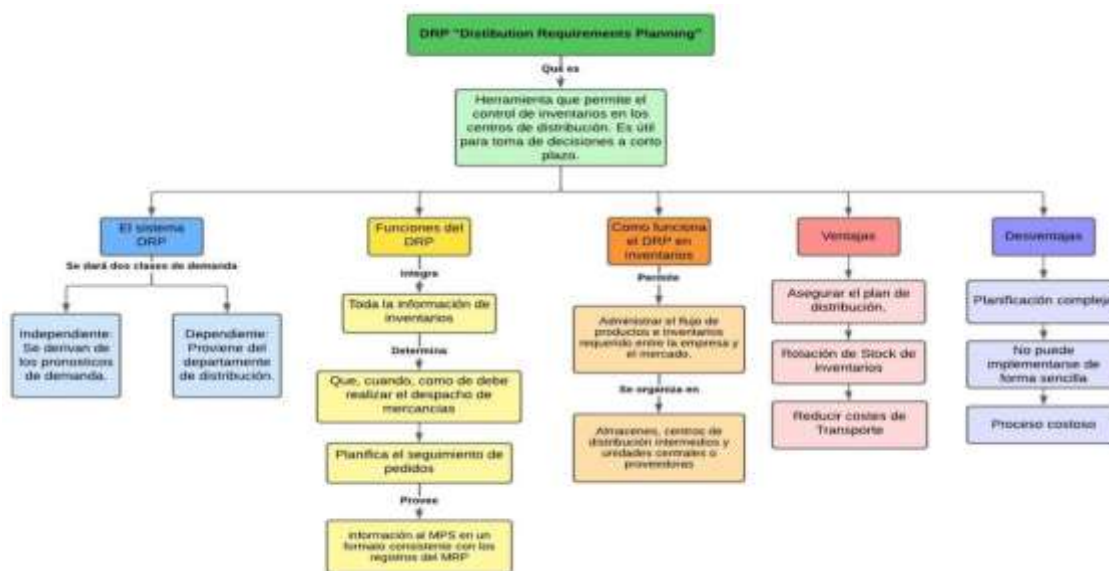 DRP "Distibution Requirements Planning"
Qué es
Herramienta que permite el
control de inventarios en los
centros de distribución. Es útil
para toma de decisiones a corto
plazo.
El sistema
DRP
Se dará dos clases de demanda
Independiente:
Se derivan de
los pronosticos
de demanda.
Dependiente:
Proviene del
departamente
de distribución.
Funciones del
DRP
Integra
Toda la información de
inventarios
Determina
Que, cuando, como de debe
realizar el despacho de
mercancías
Planifica el seguimiento de
pedidos
Provee
información al MPS en un
formato consistente con los
registros del MRP
Como funciona
el DRP en
inventarios
Permite
Administrar el flujo de
productos e inventarios
requerido entre la empresa y
el mercado.
Se organiza en
Almacenes, centros de
distribución intermedios y
unidades centrales o
proveedoras
Ventajas
Asegurar el plan de
distribución.
Rotación de Stock de
inventarios
Reducir costes de
Transporte
Desventajas
Planificación compleja
No puede
implementarse de
forma sencilla
Proceso costoso